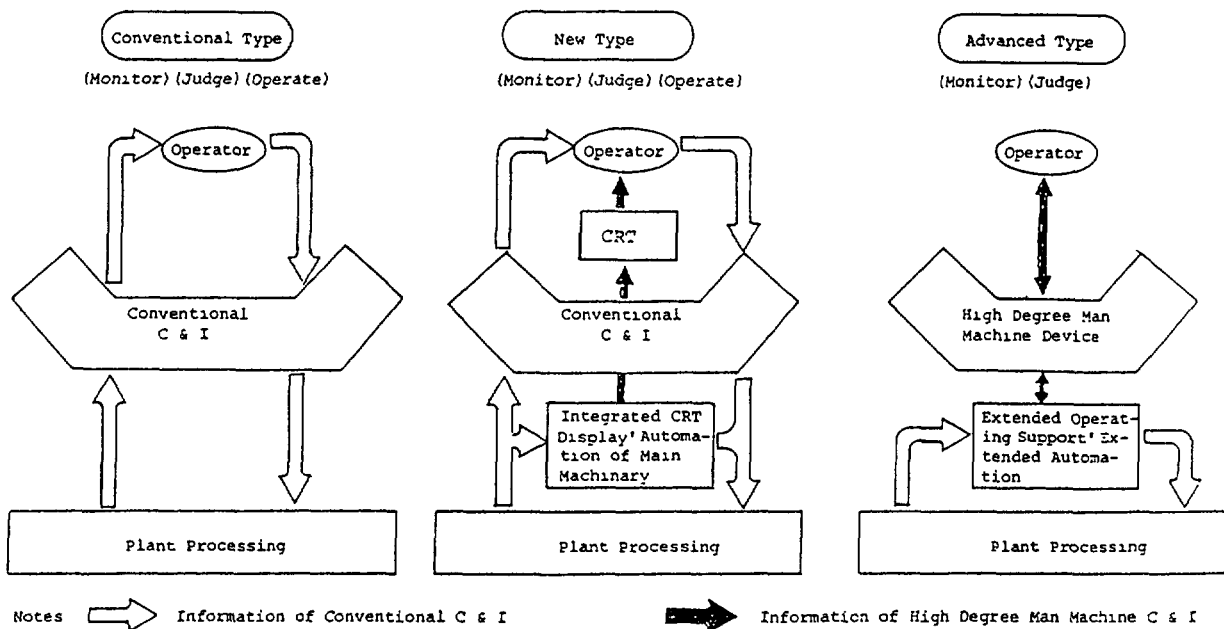 Conventional Type
(Monitor) (Judge) (Operate)
Operator
Conventional
C & I
Plant Processing
New Type
(Monitor) (Judge) (Operate)
Operator
CRT
Conventional
C & I
Integrated CRT
Display'Automa-
tion of Main
Machinary
Plant Processing
Advanced Type
(Monitor) (Judge)
Operator
High Degree Man
Machine Device
Extended Operat-
ing Support'Ex-
tended Automa-
tion
Plant Processing
Notes
Information of Conventional C & I
Information of High Degree Man Machine C & I